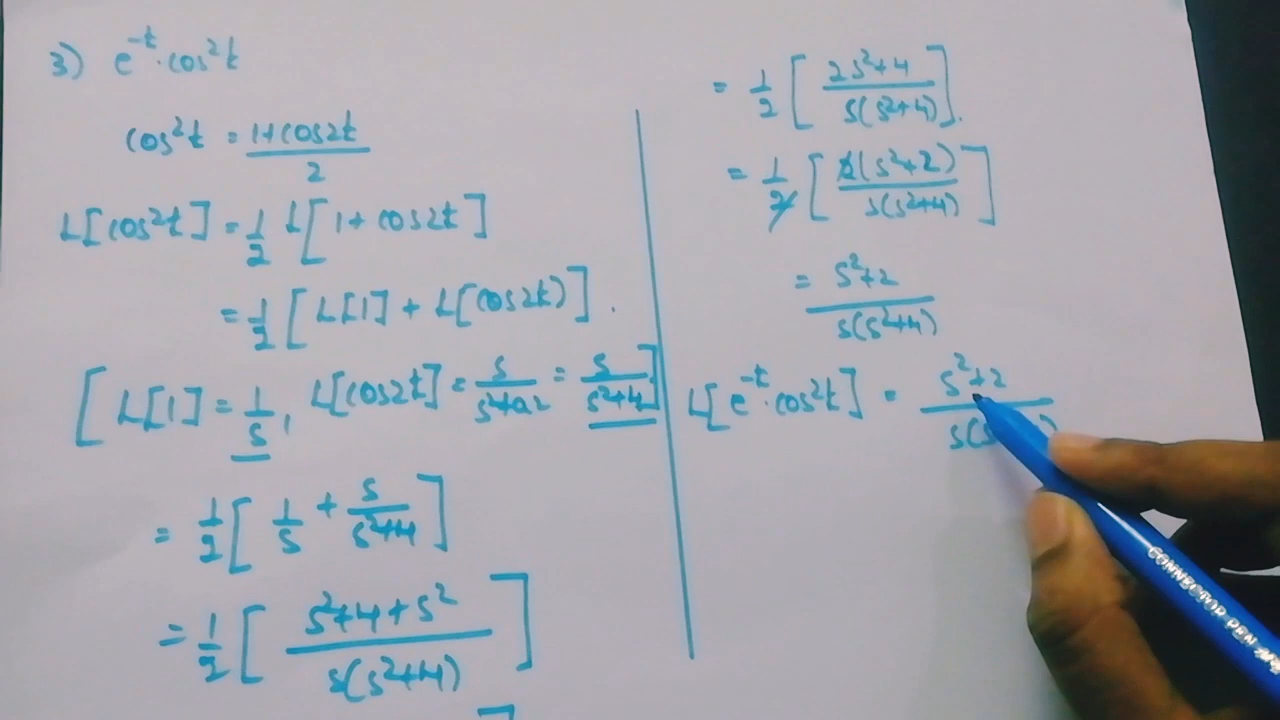 3) e^-t · cos²t
cos²t = 1+cos2t / 2
L[cos²t] = 1/2 L[1 + cos2t]
= 1/2 [L[1] + L[cos2t)].
[L[1] = 1/s, L[cos2t] = s/s²+a² = s/s²+4]
= 1/2 [1/s + s/s²+4]
= 1/2 [s²+4+s² / s(s²+4)]
= 1/2 [2s²+4 / s(s²+4)].
= 1/2 [2(s²+2) / s(s²+4)]
= s²+2 / s(s²+4)
L[e^-t · cos²t] = s²+2 / s(s
CONNECTOR PEN